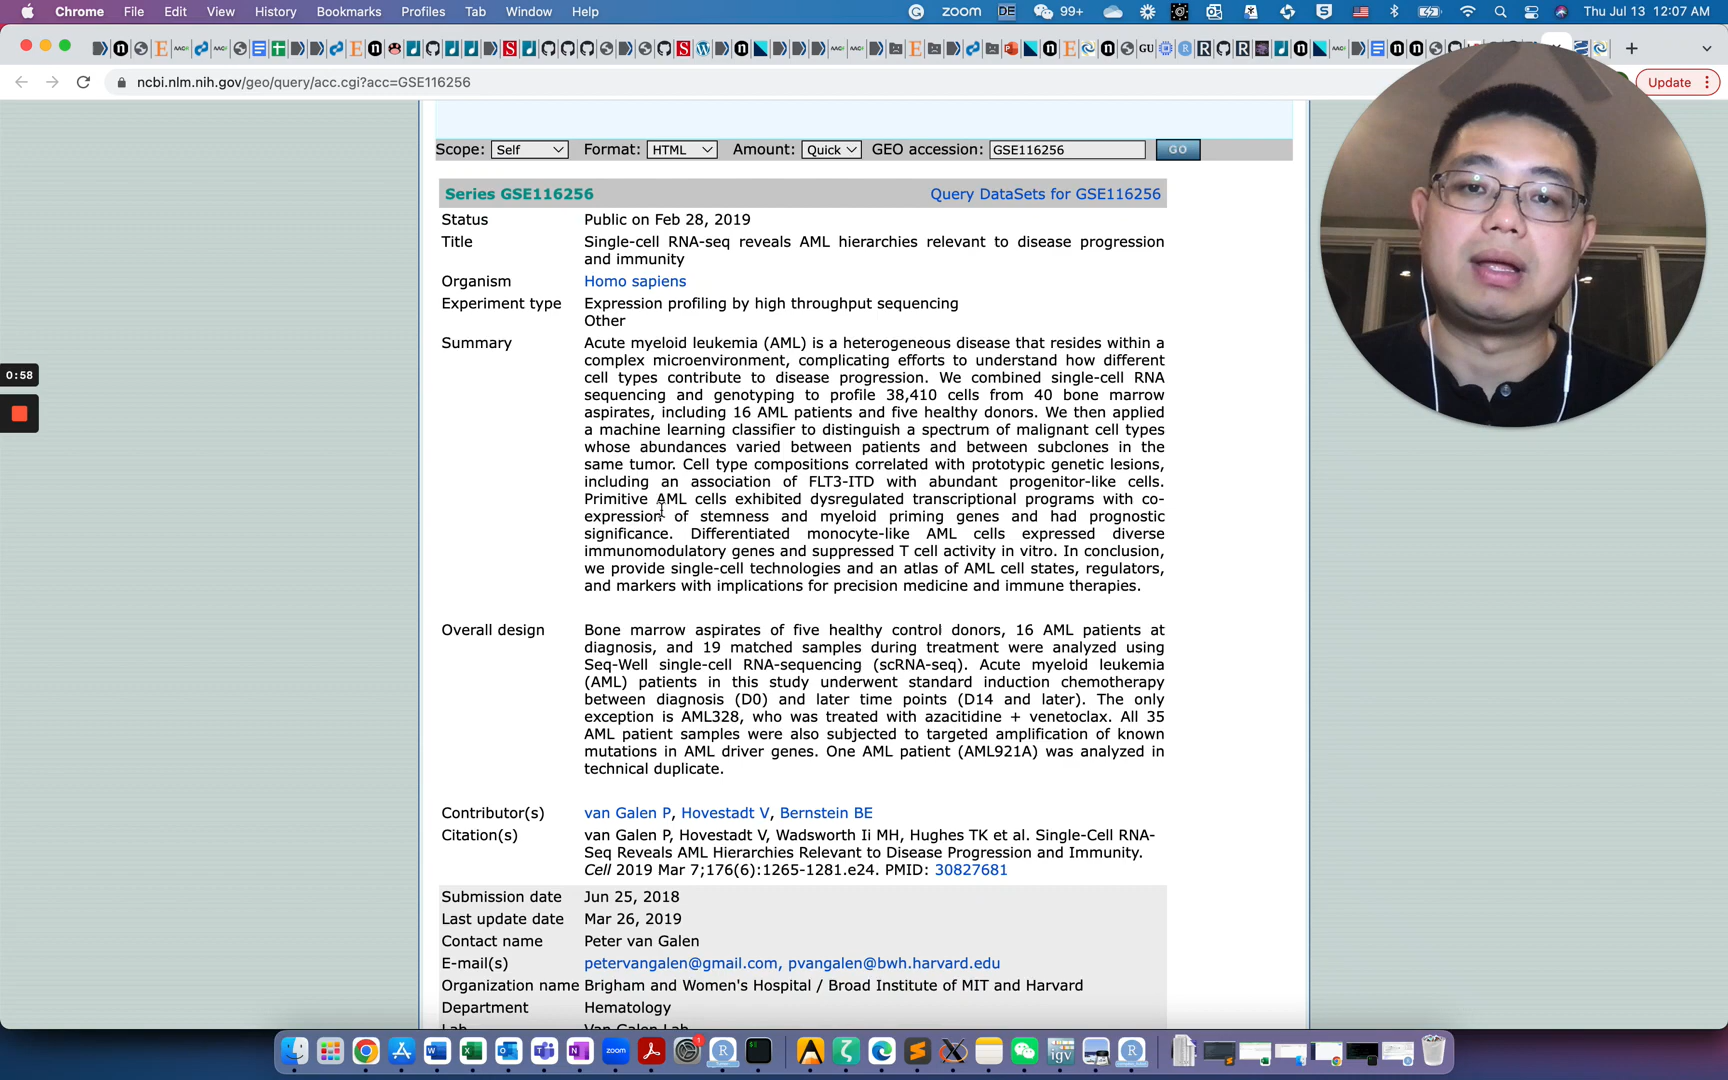 Chrome File Edit View History Bookmarks Profiles Tab Window Help zoom DE 99+ Thu Jul 13 12:07 AM
ncbi.nlm.nih.gov/geo/query/acc.cgi?acc=GSE116256 Update
Scope: Self Format: HTML Amount: Quick GEO accession: GSE116256 GO
Series GSE116256 Query DataSets for GSE116256
Status Public on Feb 28, 2019
Title Single-cell RNA-seq reveals AML hierarchies relevant to disease progression
and immunity
Organism Homo sapiens
Experiment type Expression profiling by high throughput sequencing
Other
Summary Acute myeloid leukemia (AML) is a heterogeneous disease that resides within a
complex microenvironment, complicating efforts to understand how different
cell types contribute to disease progression. We combined single-cell RNA
sequencing and genotyping to profile 38,410 cells from 40 bone marrow
aspirates, including 16 AML patients and five healthy donors. We then applied
a machine learning classifier to distinguish a spectrum of malignant cell types
whose abundances varied between patients and between subclones in the
same tumor. Cell type compositions correlated with prototypic genetic lesions,
including an association of FLT3-ITD with abundant progenitor-like cells.
Primitive AML cells exhibited dysregulated transcriptional programs with co-
expression of stemness and myeloid priming genes and had prognostic
significance. Differentiated monocyte-like AML cells expressed diverse
immunomodulatory genes and suppressed T cell activity in vitro. In conclusion,
we provide single-cell technologies and an atlas of AML cell states, regulators,
and markers with implications for precision medicine and immune therapies.
0:58
Overall design Bone marrow aspirates of five healthy control donors, 16 AML patients at
diagnosis, and 19 matched samples during treatment were analyzed using
Seq-Well single-cell RNA-sequencing (scRNA-seq). Acute myeloid leukemia
(AML) patients in this study underwent standard induction chemotherapy
between diagnosis (D0) and later time points (D14 and later). The only
exception is AML328, who was treated with azacitidine + venetoclax. All 35
AML patient samples were also subjected to targeted amplification of known
mutations in AML driver genes. One AML patient (AML921A) was analyzed in
technical duplicate.
Contributor(s) van Galen P, Hovestadt V, Bernstein BE
Citation(s) van Galen P, Hovestadt V, Wadsworth Ii MH, Hughes TK et al. Single-Cell RNA-
Seq Reveals AML Hierarchies Relevant to Disease Progression and Immunity.
Cell 2019 Mar 7;176(6):1265-1281.e24. PMID: 30827681
Submission date Jun 25, 2018
Last update date Mar 26, 2019
Contact name Peter van Galen
E-mail(s) petervangalen@gmail.com, pvangalen@bwh.harvard.edu
Organization name Brigham and Women's Hospital / Broad Institute of MIT and Harvard
Department Hematology
Lab Van Galen Lab
zoom igv